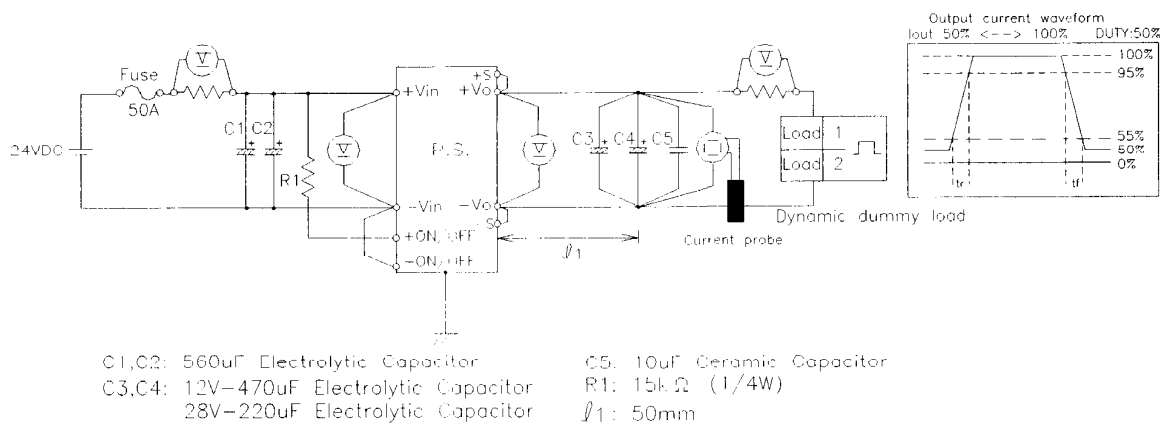 Output current waveform
Iout 50% <--> 100% DUTY:50%
100%
95%
55%
50%
0%
tr
tf
Fuse
50A
V
24VDC
C1
C2
R1
V
+Vin
-Vin
+ON/OFF
-ON/OFF
P.S.
+S
+Vo
-Vo
S
V
C3
C4
C5
V
Load 1
Load 2
Dynamic dummy load
Current probe
ℓ1
C1,C2: 560uF Electrolytic Capacitor
C3,C4: 12V-470uF Electrolytic Capacitor
28V-220uF Electrolytic Capacitor
C5: 10uF Ceramic Capacitor
R1: 15kΩ (1/4W)
ℓ1: 50mm